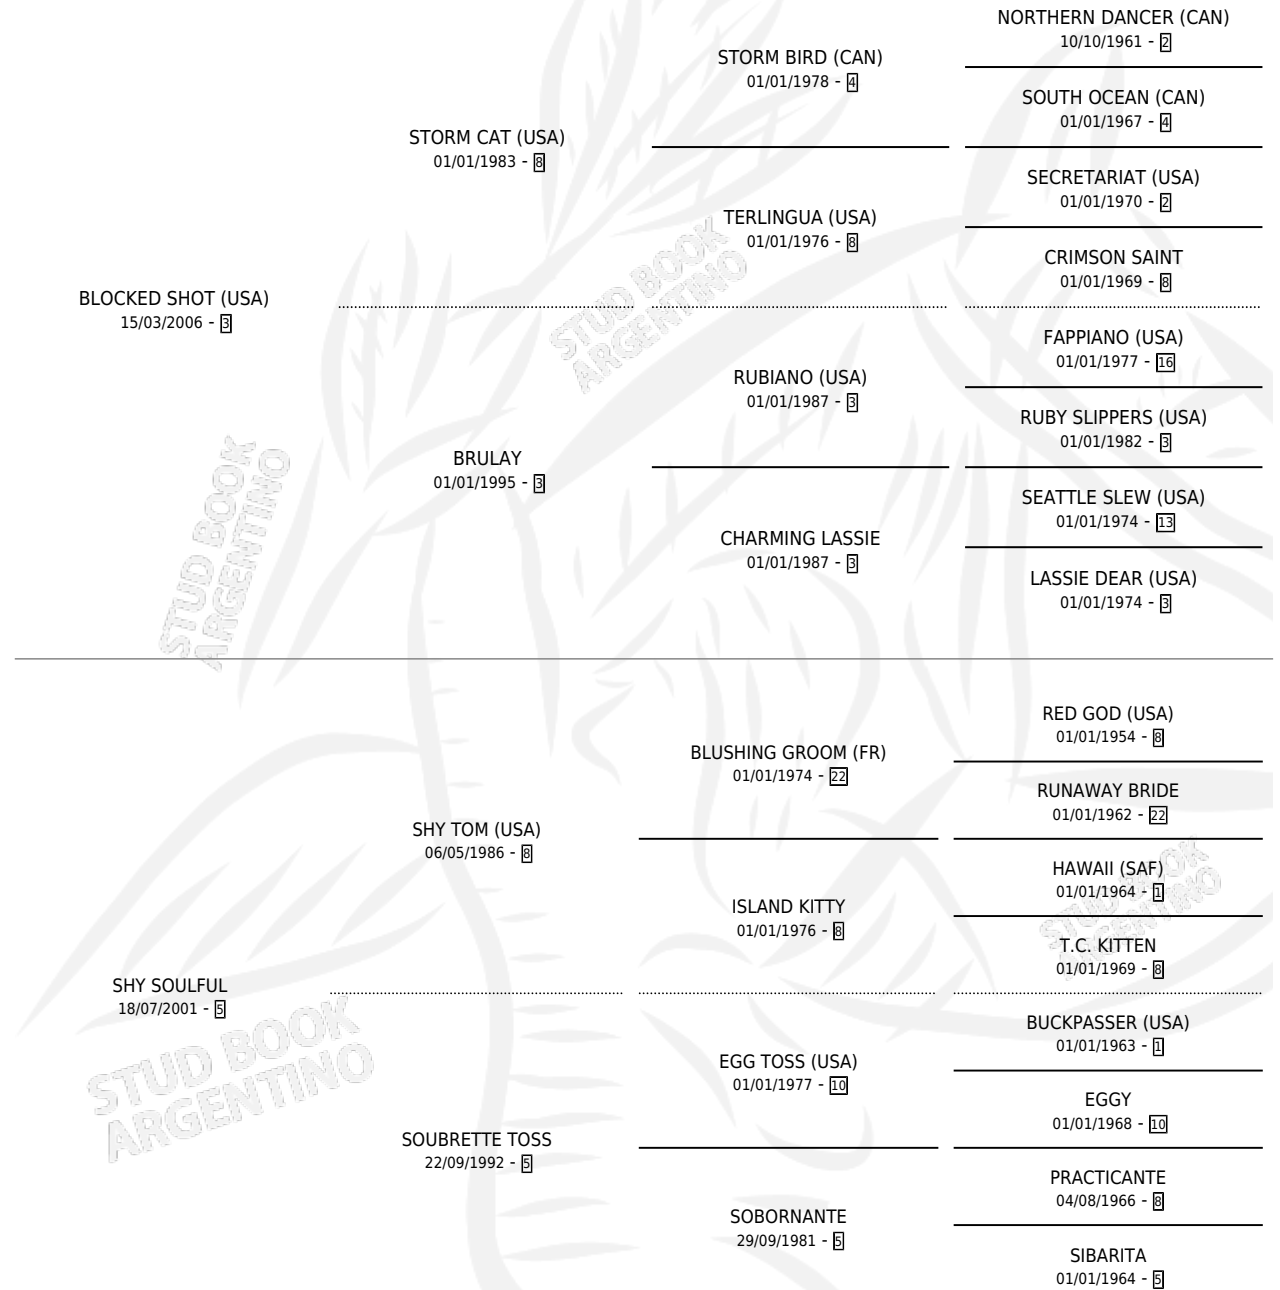 NORTHERN DANCER (CAN)
10/10/1961 - 2
STORM BIRD (CAN)
01/01/1978 - 4
SOUTH OCEAN (CAN)
01/01/1967 - 4
STORM CAT (USA)
01/01/1983 - 8
SECRETARIAT (USA)
01/01/1970 - 2
TERLINGUA (USA)
01/01/1976 - 8
CRIMSON SAINT
01/01/1969 - 8
BLOCKED SHOT (USA)
15/03/2006 - 3
FAPPIANO (USA)
01/01/1977 - 16
RUBIANO (USA)
01/01/1987 - 3
RUBY SLIPPERS (USA)
01/01/1982 - 3
BRULAY
01/01/1995 - 3
SEATTLE SLEW (USA)
01/01/1974 - 13
CHARMING LASSIE
01/01/1987 - 3
LASSIE DEAR (USA)
01/01/1974 - 3
RED GOD (USA)
01/01/1954 - 8
BLUSHING GROOM (FR)
01/01/1974 - 22
RUNAWAY BRIDE
01/01/1962 - 22
SHY TOM (USA)
06/05/1986 - 8
HAWAII (SAF)
01/01/1964 - 1
ISLAND KITTY
01/01/1976 - 8
T.C. KITTEN
01/01/1969 - 8
SHY SOULFUL
18/07/2001 - 5
BUCKPASSER (USA)
01/01/1963 - 1
EGG TOSS (USA)
01/01/1977 - 10
EGGY
01/01/1968 - 10
SOUBRETTE TOSS
22/09/1992 - 5
PRACTICANTE
04/08/1966 - 8
SOBORNANTE
29/09/1981 - 5
SIBARITA
01/01/1964 - 5
STUD BOOK
ARGENTINO
STUD BOOK
ARGENTINO
STUD BOOK
ARGENTINO
STUD BOOK
ARGENTINO